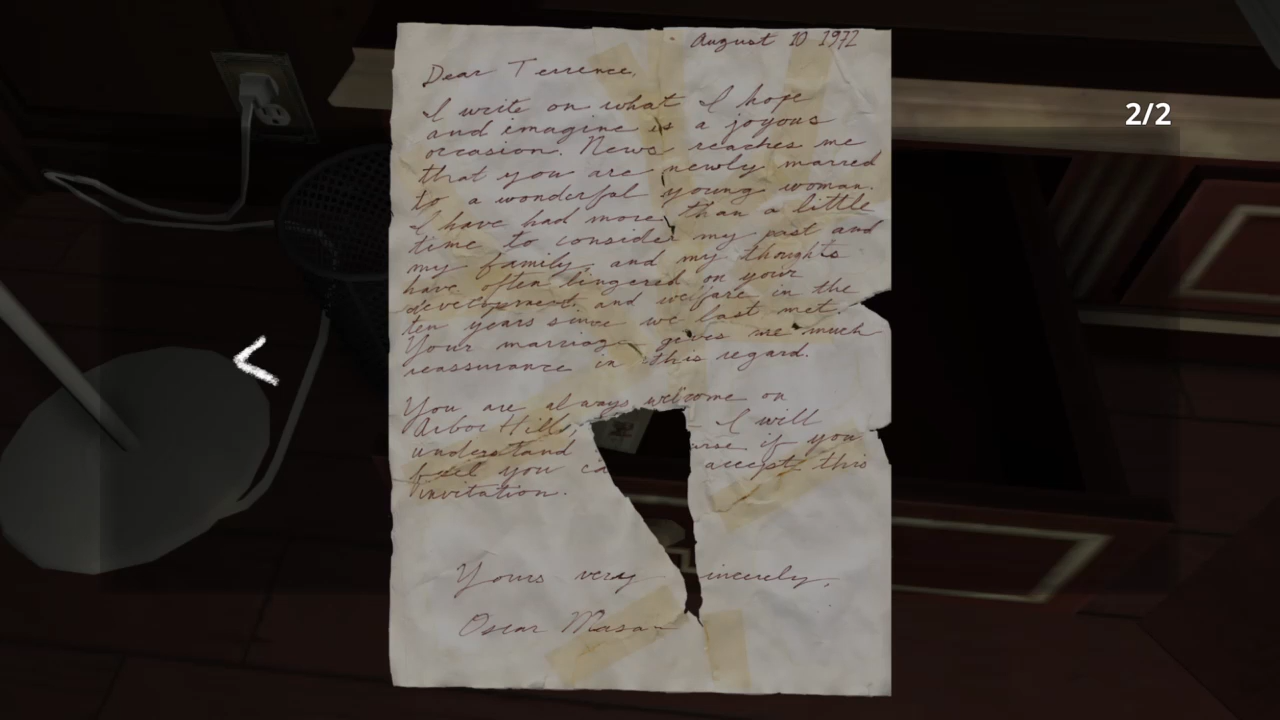 August 10 1972
2/2
Dear Terrence,
I write on what I hope
and imagine is a joyous
occasion. News reaches me
that you are newly married
to a wonderful young woman.
I have had more than a little
time to consider my past and
my family, and my thoughts
have often lingered on your
development and welfare in the
ten years since we last met.
Your marriage gives me much
reassurance in this regard.
You are always welcome on
Arbor Hill, I will
understand if you
feel you accept this
invitation.
Yours very incerely,
Oscar